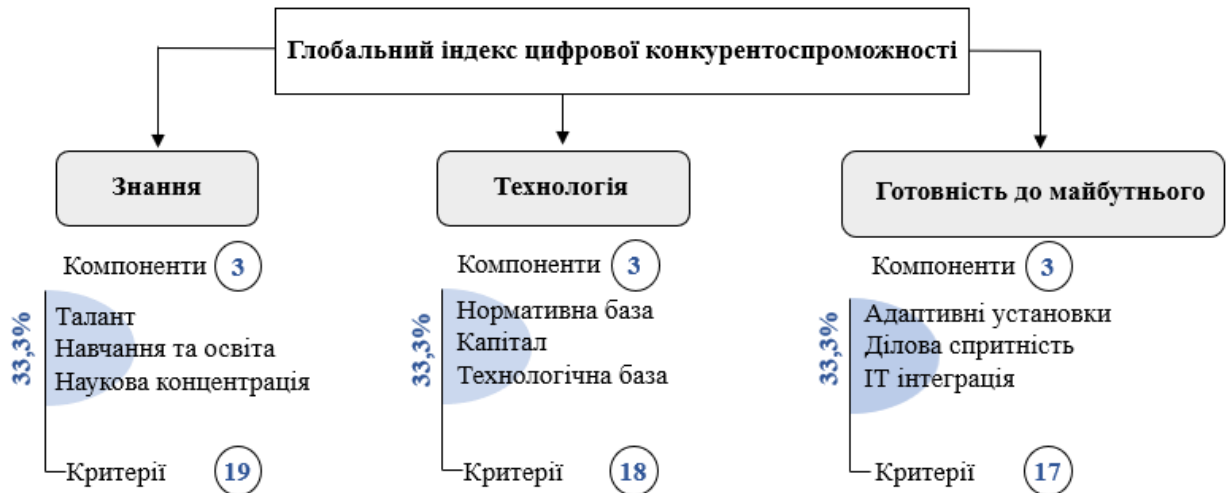 Глобальний індекс цифрової конкурентоспроможності
Знання
Компоненти 3
33,3%
Талант
Навчання та освіта
Наукова концентрація
Критерії 19
Технологія
Компоненти 3
33,3%
Нормативна база
Капітал
Технологічна база
Критерії 18
Готовність до майбутнього
Компоненти 3
33,3%
Адаптивні установки
Ділова спритність
ІТ інтеграція
Критерії 17